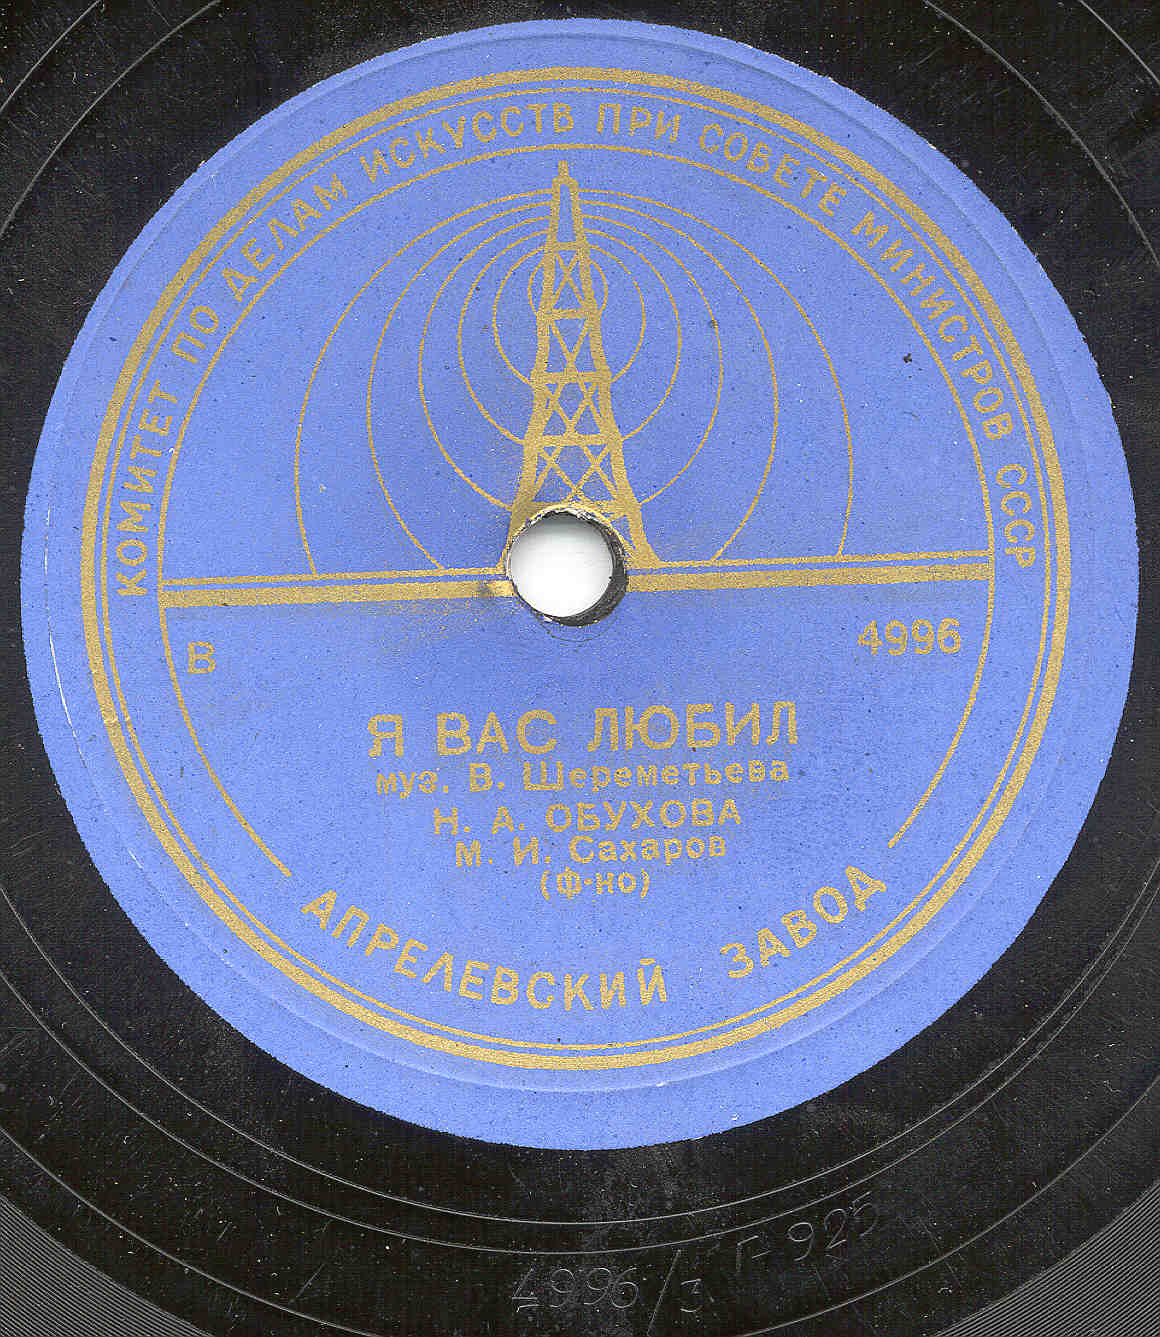 КОМИТЕТ ПО ДЕЛАМ ИСКУССТВ ПРИ СОВЕТЕ МИНИСТРОВ СССР
В 4996
Я ВАС ЛЮБИЛ
муз. В. Шереметьева
Н. А. ОБУХОВА
М. И. Сахаров
(ф-но)
АПРЕЛЕВСКИЙ ЗАВОД
4996/3 Г-925